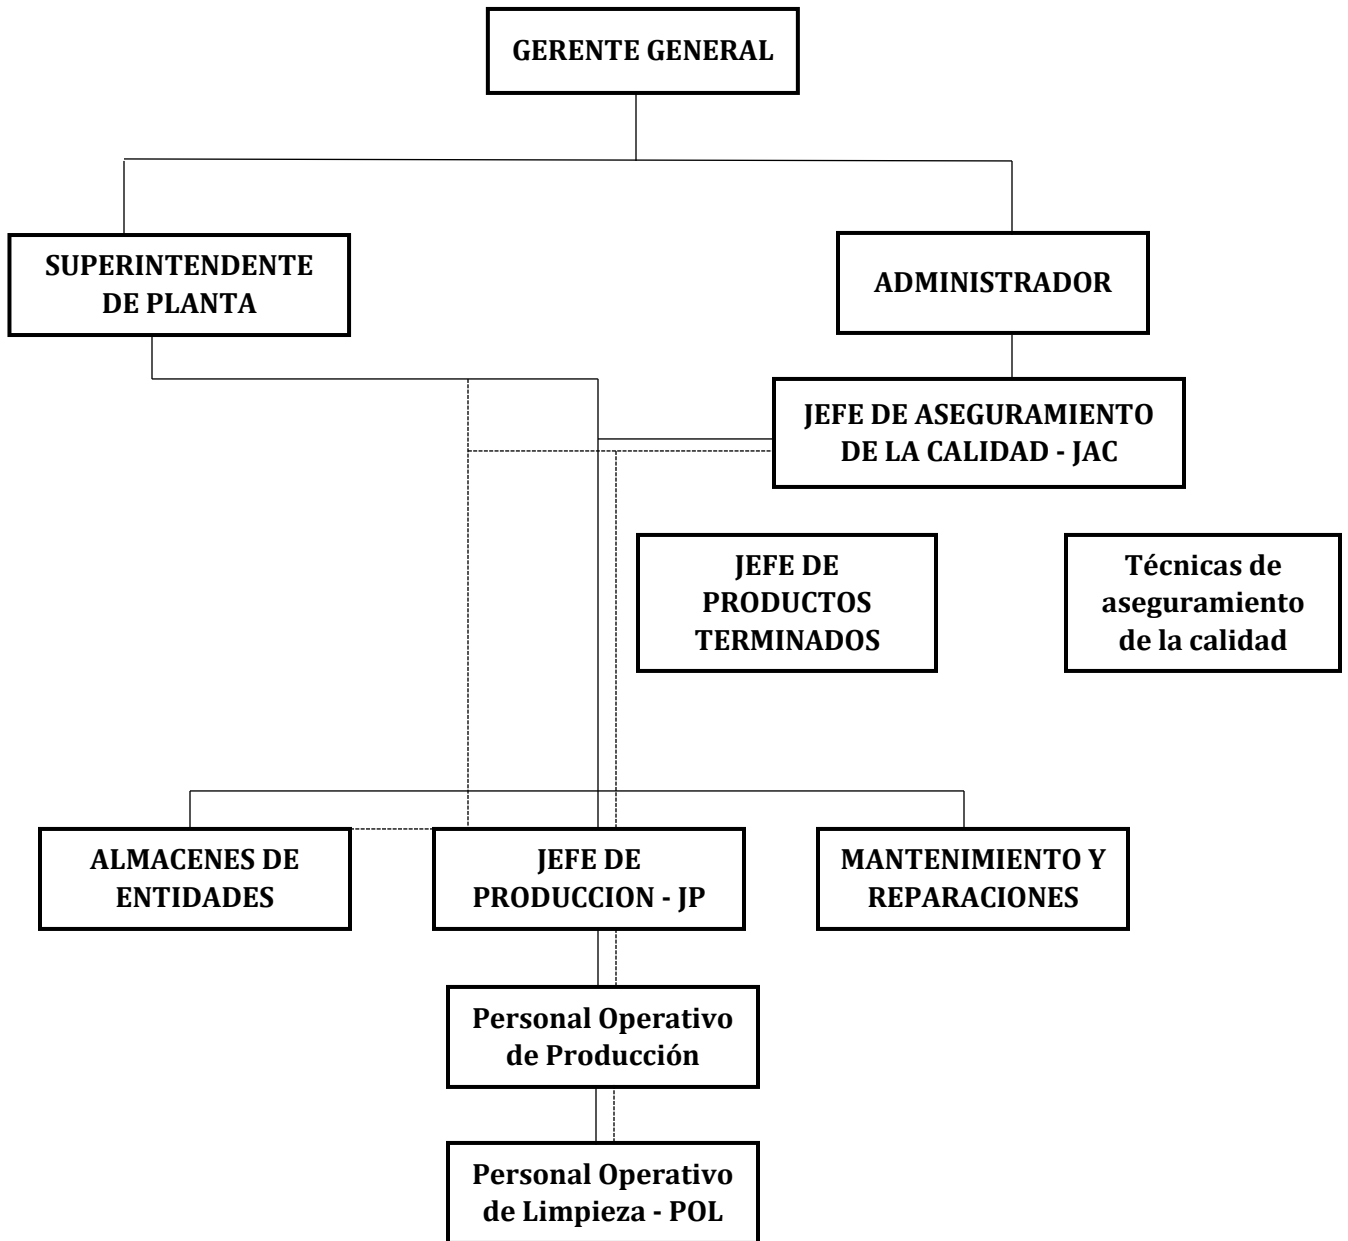 GERENTE GENERAL
SUPERINTENDENTE
DE PLANTA
ADMINISTRADOR
JEFE DE ASEGURAMIENTO
DE LA CALIDAD - JAC
JEFE DE
PRODUCTOS
TERMINADOS
Técnicas de
aseguramiento
de la calidad
ALMACENES DE
ENTIDADES
JEFE DE
PRODUCCION - JP
MANTENIMIENTO Y
REPARACIONES
Personal Operativo
de Producción
Personal Operativo
de Limpieza - POL